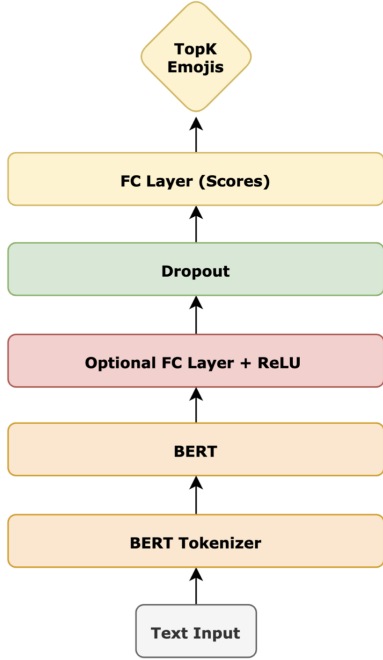 TopK
Emojis
FC Layer (Scores)
Dropout
Optional FC Layer + ReLU
BERT
BERT Tokenizer
Text Input